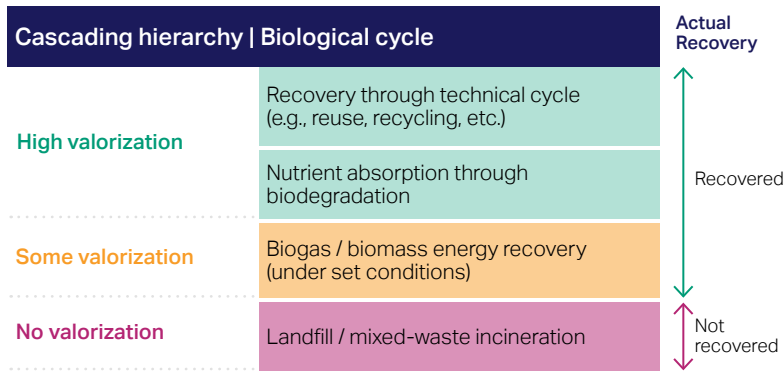 Cascading hierarchy | Biological cycle
Actual
Recovery
High valorization
Recovery through technical cycle
(e.g., reuse, recycling, etc.)
Nutrient absorption through
biodegradation
Recovered
Some valorization
Biogas / biomass energy recovery
(under set conditions)
No valorization
Landfill / mixed-waste incineration
Not
recovered